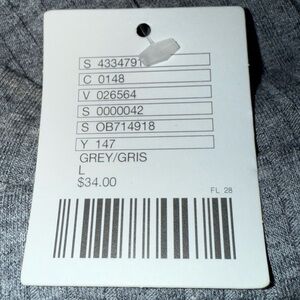 S 4334791
C 0148
V 026564
S 0000042
S OB714918
Y 147
GREY/GRIS
L
$34.00
FL 28